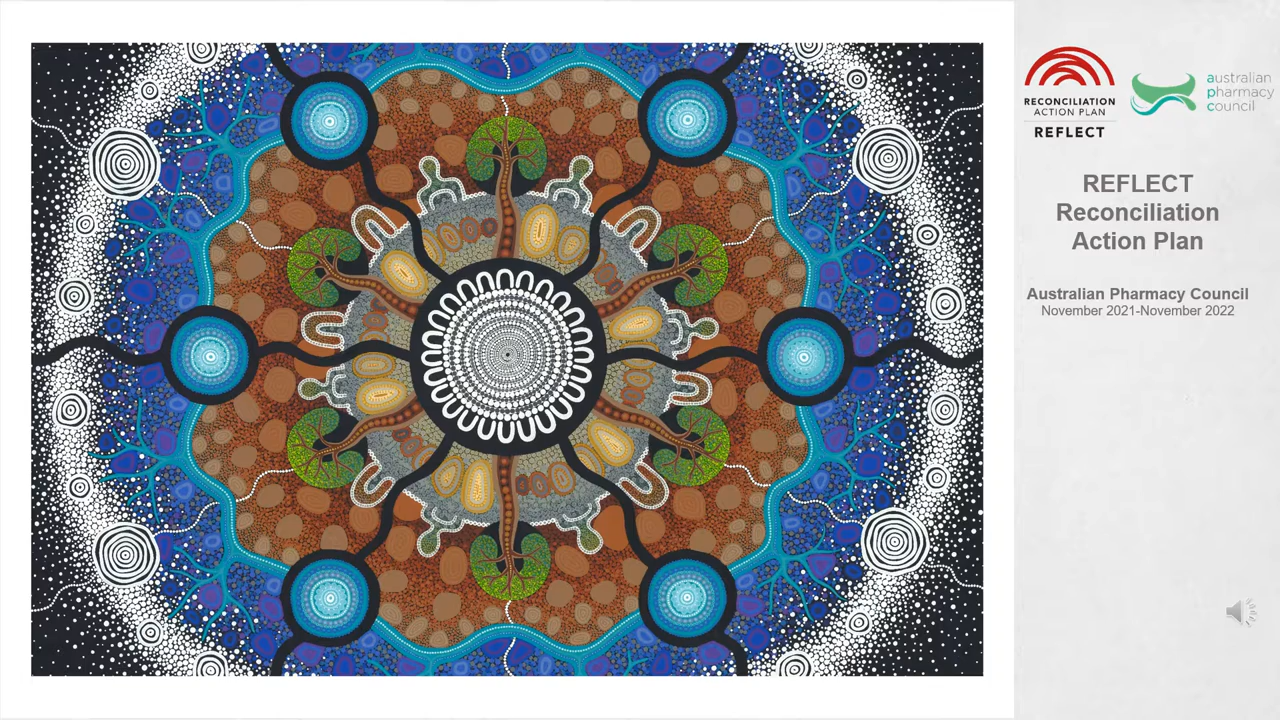 RECONCILIATION
ACTION PLAN
REFLECT
australian
pharmacy
council
REFLECT
Reconciliation
Action Plan
Australian Pharmacy Council
November 2021-November 2022